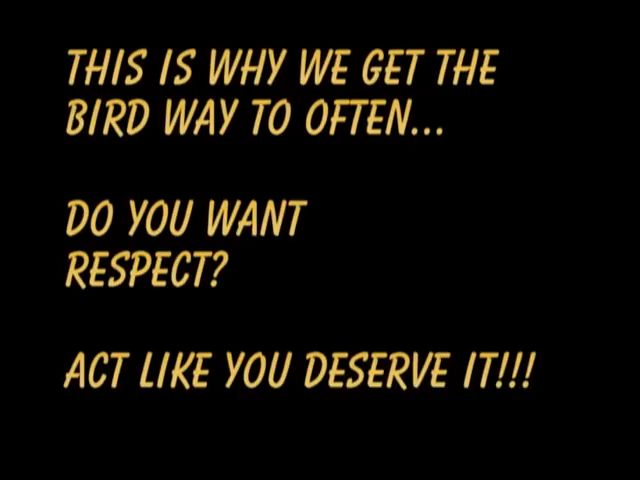 THIS IS WHY WE GET THE
BIRD WAY TO OFTEN...
DO YOU WANT
RESPECT?
ACT LIKE YOU DESERVE IT!!!